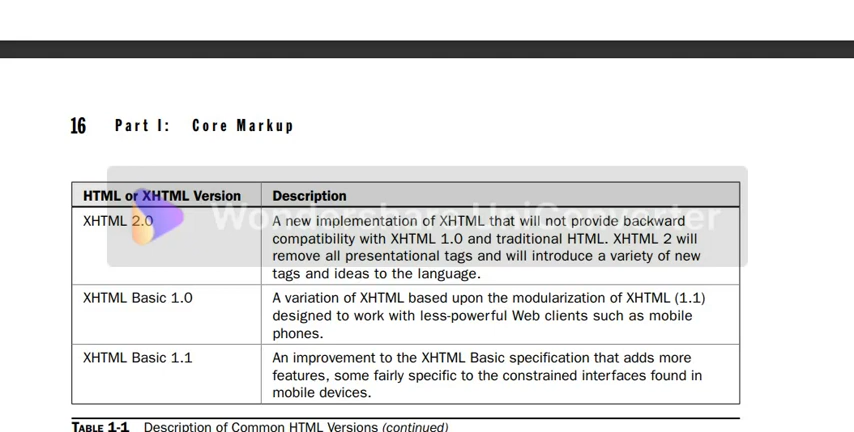 16 Part I: Core Markup
Wondershare UniConverter
HTML or XHTML Version Description
XHTML 2.0 A new implementation of XHTML that will not provide backward
compatibility with XHTML 1.0 and traditional HTML. XHTML 2 will
remove all presentational tags and will introduce a variety of new
tags and ideas to the language.
XHTML Basic 1.0 A variation of XHTML based upon the modularization of XHTML (1.1)
designed to work with less-powerful Web clients such as mobile
phones.
XHTML Basic 1.1 An improvement to the XHTML Basic specification that adds more
features, some fairly specific to the constrained interfaces found in
mobile devices.
TABLE 1-1 Description of Common HTML Versions (continued)